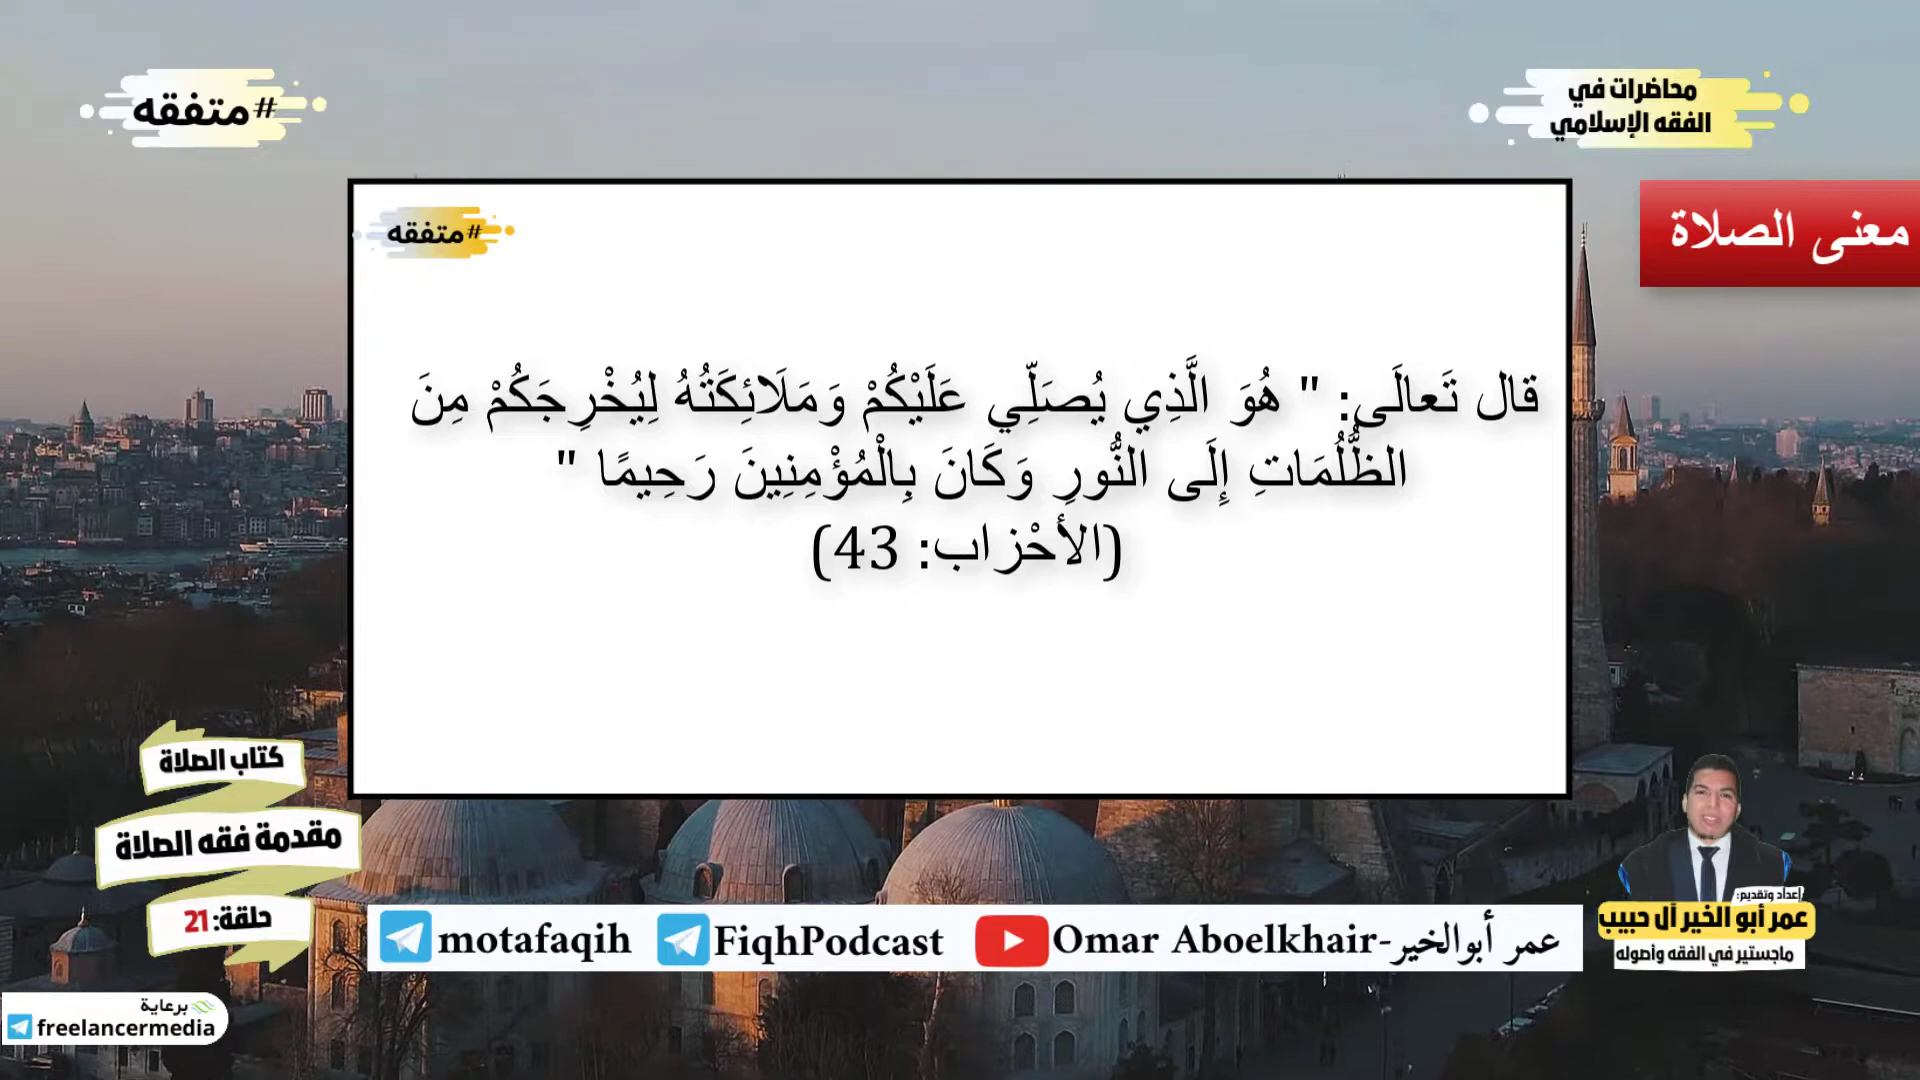 #متفقه
محاضرات في
الفقه الإسلامي
معنى الصلاة
#متفقه
قال تَعالَى: " هُوَ الَّذِي يُصَلِّي عَلَيْكُمْ وَمَلَائِكَتُهُ لِيُخْرِجَكُمْ مِنَ
الظُّلُمَاتِ إِلَى النُّورِ وَكَانَ بِالْمُؤْمِنِينَ رَحِيمًا "
(الأحْزاب: 43)
كتاب الصلاة
مقدمة فقه الصلاة
حلقة: 21
motafaqih
FiqhPodcast
Omar Aboelkhair-عمر أبوالخير
إعداد وتقديم:
عمر أبو الخير آل حبيب
ماجستير في الفقه وأصوله
برعاية
freelancermedia